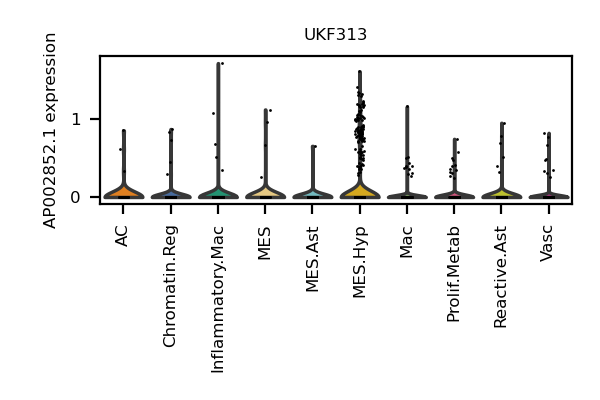 UKF313
AP002852.1 expression
1
0
AC
Chromatin.Reg
Inflammatory.Mac
MES
MES.Ast
MES.Hyp
Mac
Prolif.Metab
Reactive.Ast
Vasc